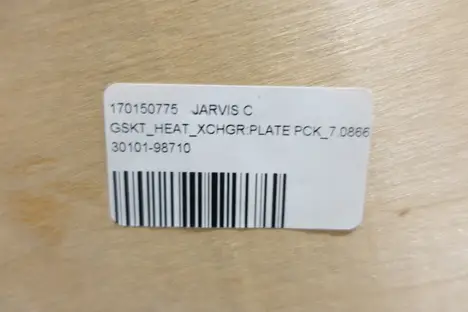 170150775 JARVIS C
GSKT_HEAT_XCHGR:PLATE PCK_7.0866
30101-98710